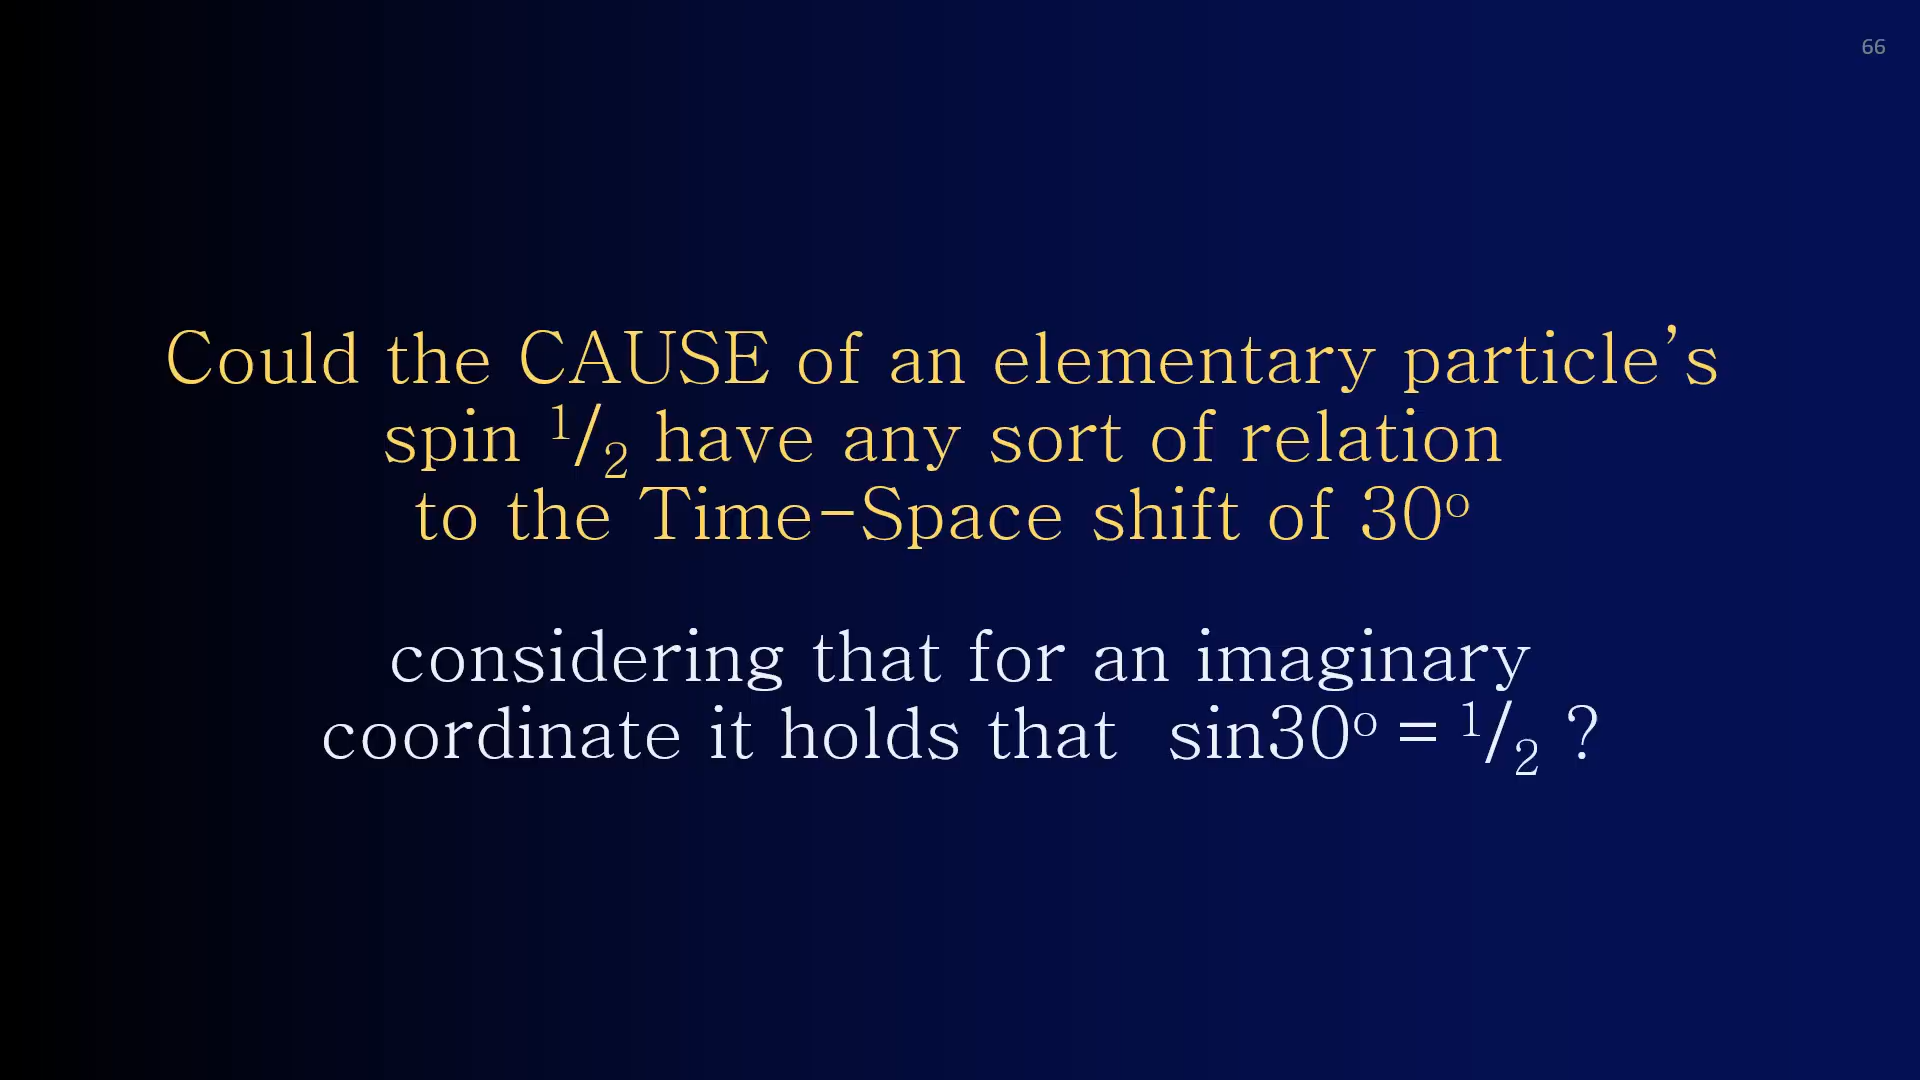 66
Could the CAUSE of an elementary particle’s
spin ¹/₂ have any sort of relation
to the Time-Space shift of 30º
considering that for an imaginary
coordinate it holds that sin30º = ¹/₂ ?